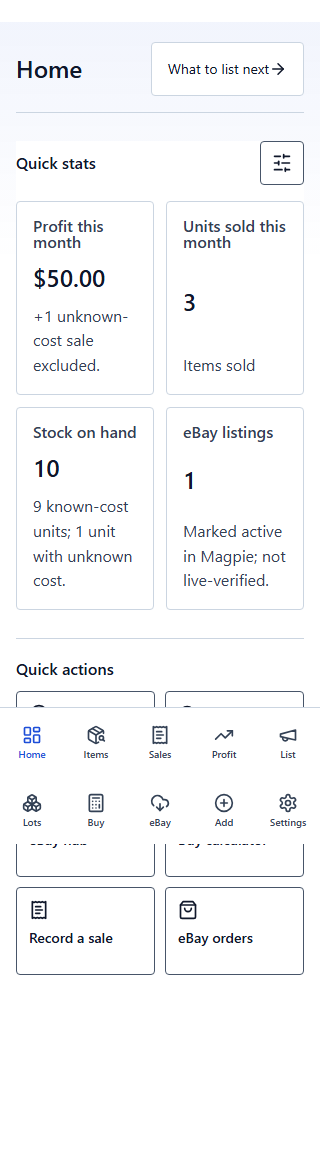 Home
What to list next
Quick stats
Profit this
month
$50.00
+1 unknown-
cost sale
excluded.
Units sold this
month
3
Items sold
Stock on hand
10
9 known-cost
units; 1 unit
with unknown
cost.
eBay listings
1
Marked active
in Magpie; not
live-verified.
Quick actions
Home
Items
Sales
Profit
List
Lots
Buy
eBay
Add
Settings
Record a sale
eBay orders